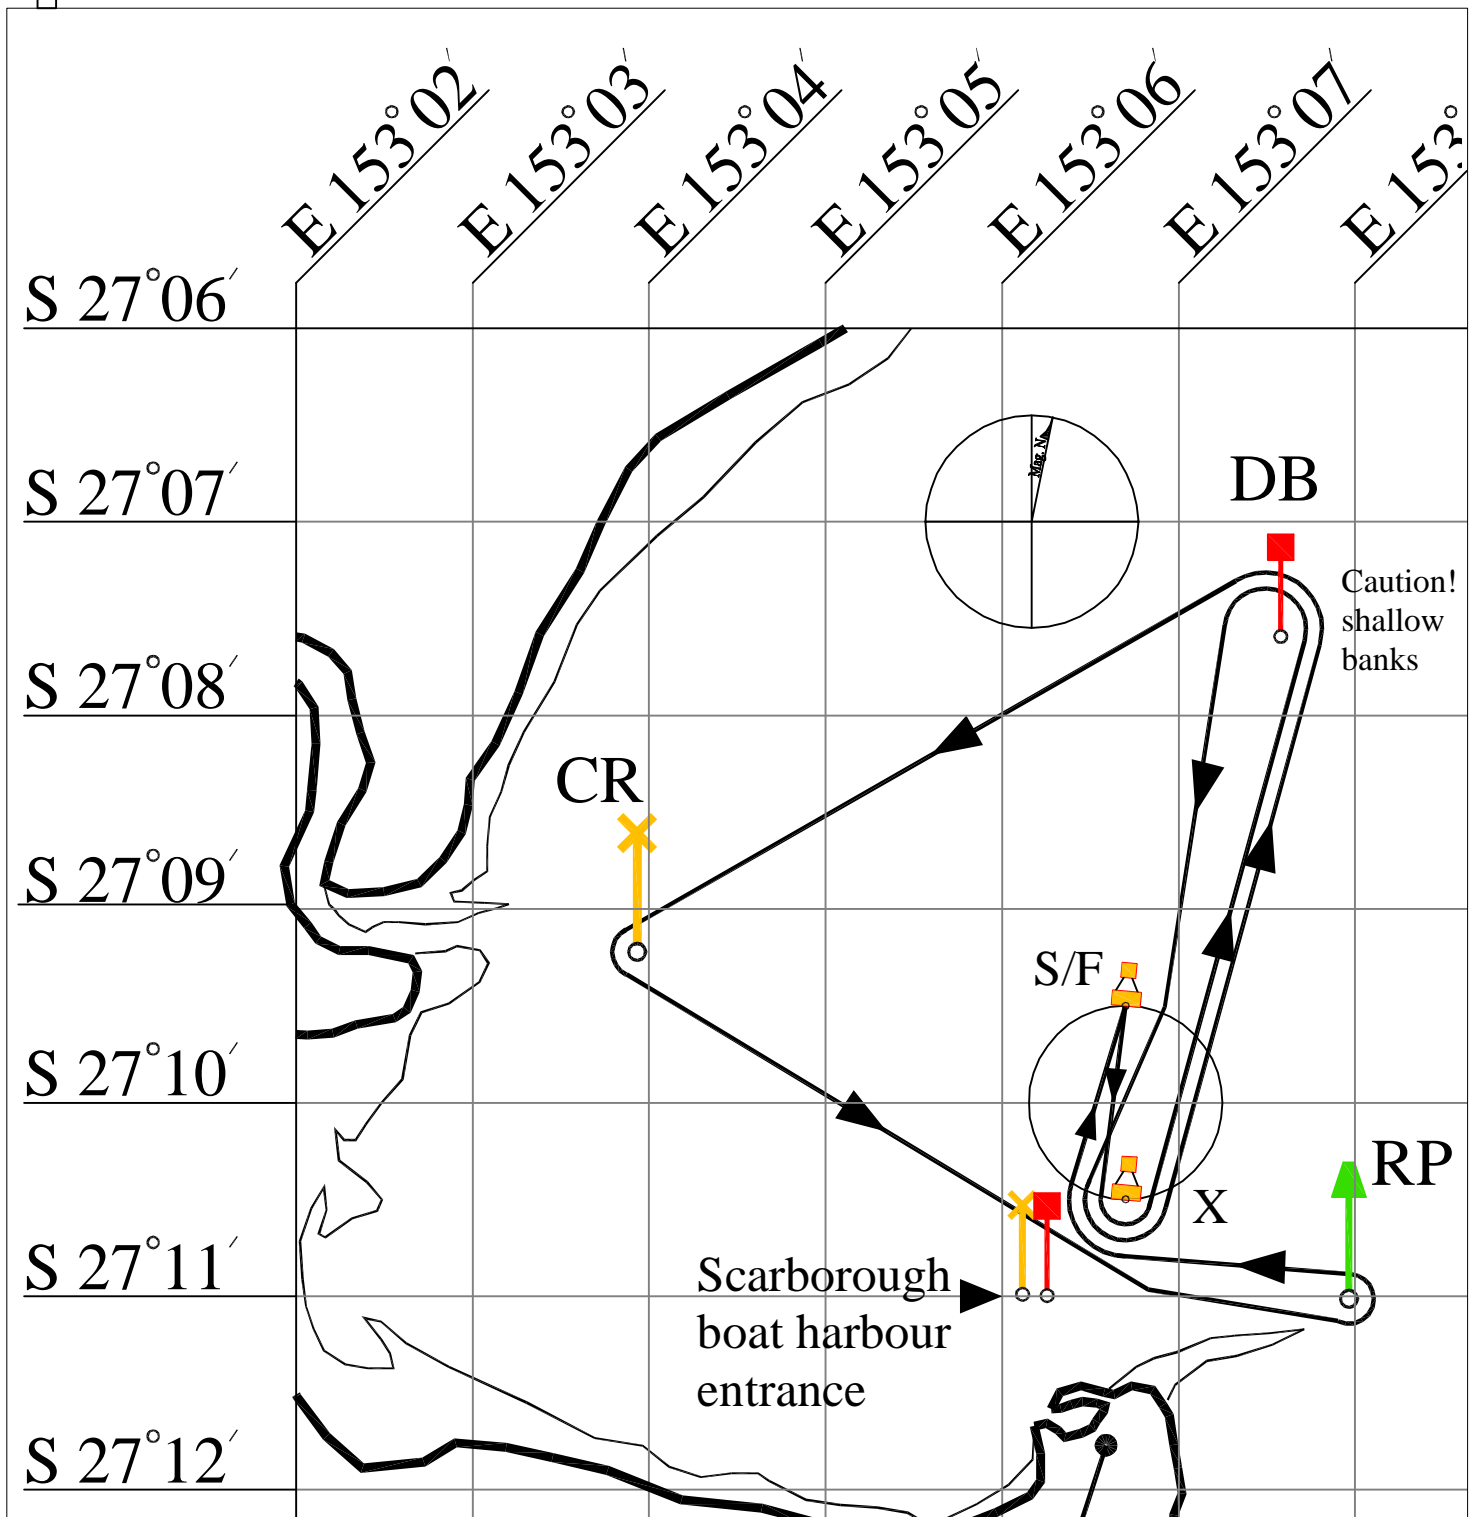 E 153°02′
E 153°03′
E 153°04′
E 153°05′
E 153°06′
E 153°07′
E 153°
S 27°06′
S 27°07′
Mag. N
DB
Caution!
shallow
banks
S 27°08′
CR
S 27°09′
S/F
S 27°10′
RP
X
S 27°11′
Scarborough
boat harbour
entrance
S 27°12′